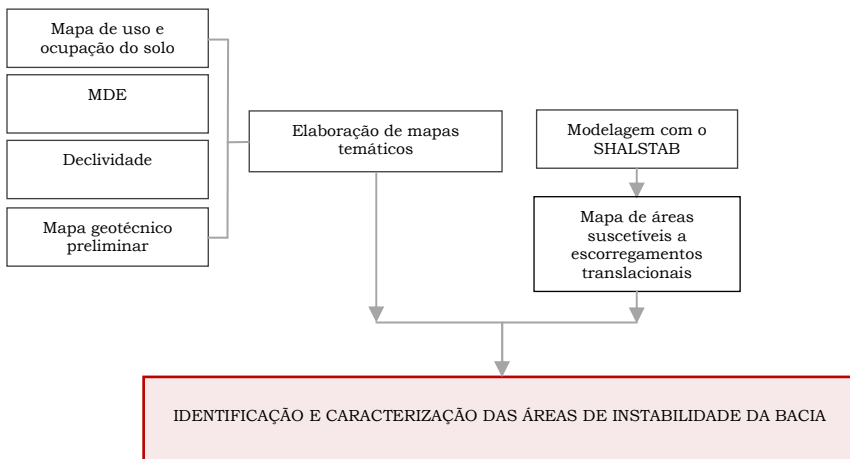 Mapa de uso e
ocupação do solo
MDE
Declividade
Mapa geotécnico
preliminar
Elaboração de mapas
temáticos
Modelagem com o
SHALSTAB
Mapa de áreas
suscetíveis a
escorregamentos
translacionais
IDENTIFICAÇÃO E CARACTERIZAÇÃO DAS ÁREAS DE INSTABILIDADE DA BACIA